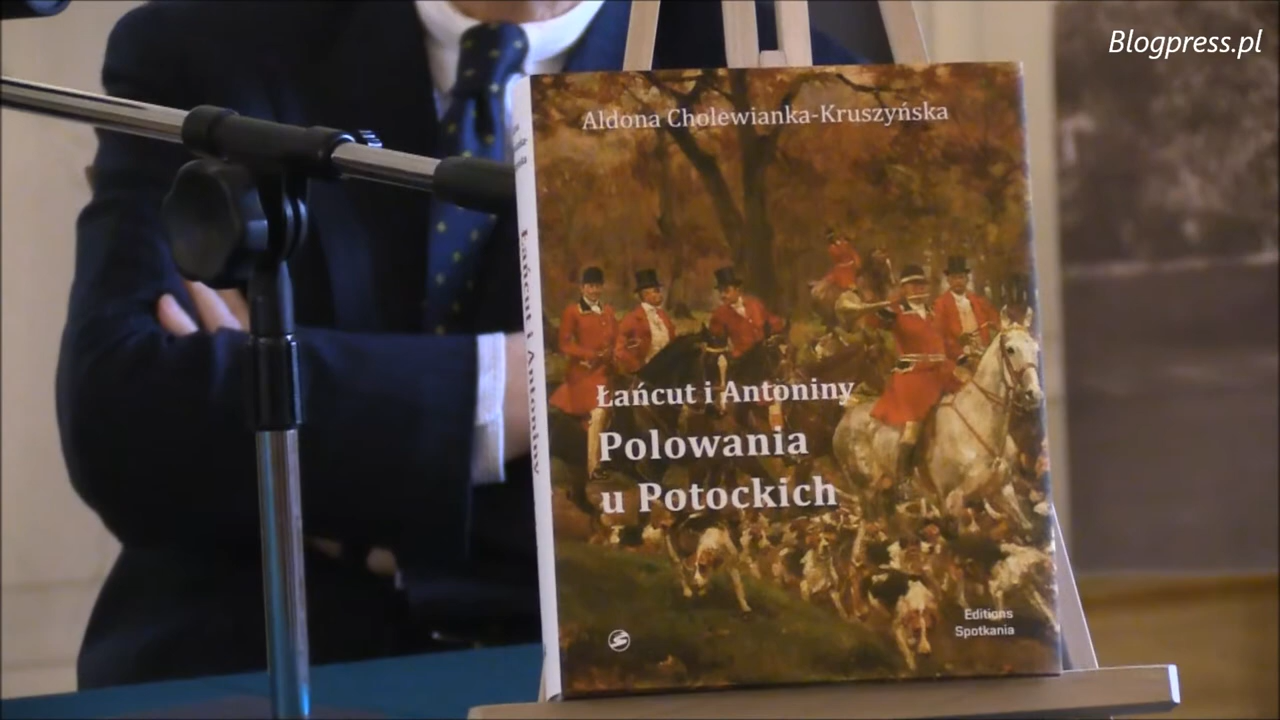 Blogpress.pl
Aldona Cholewianka-Kruszyńska
Łańcut i Antoniny
Polowania
u Potockich
Editions
Spotkania
Łańcut i Antoniny